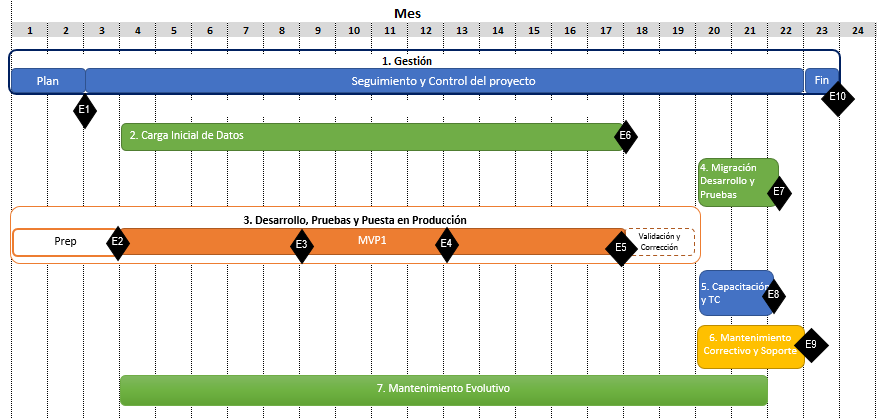 Mes
1 2 3 4 5 6 7 8 9 10 11 12 13 14 15 16 17 18 19 20 21 22 23 24
1. Gestión
Plan Seguimiento y Control del proyecto Fin
E1 E10
2. Carga Inicial de Datos E6
4. Migración
Desarrollo y
Pruebas
E7
3. Desarrollo, Pruebas y Puesta en Producción
Prep E2 E3 MVP1 E4 E5
Validación y
Corrección
5. Capacitación
y TC
E8
6. Mantenimiento
Correctivo y Soporte
E9
7. Mantenimiento Evolutivo